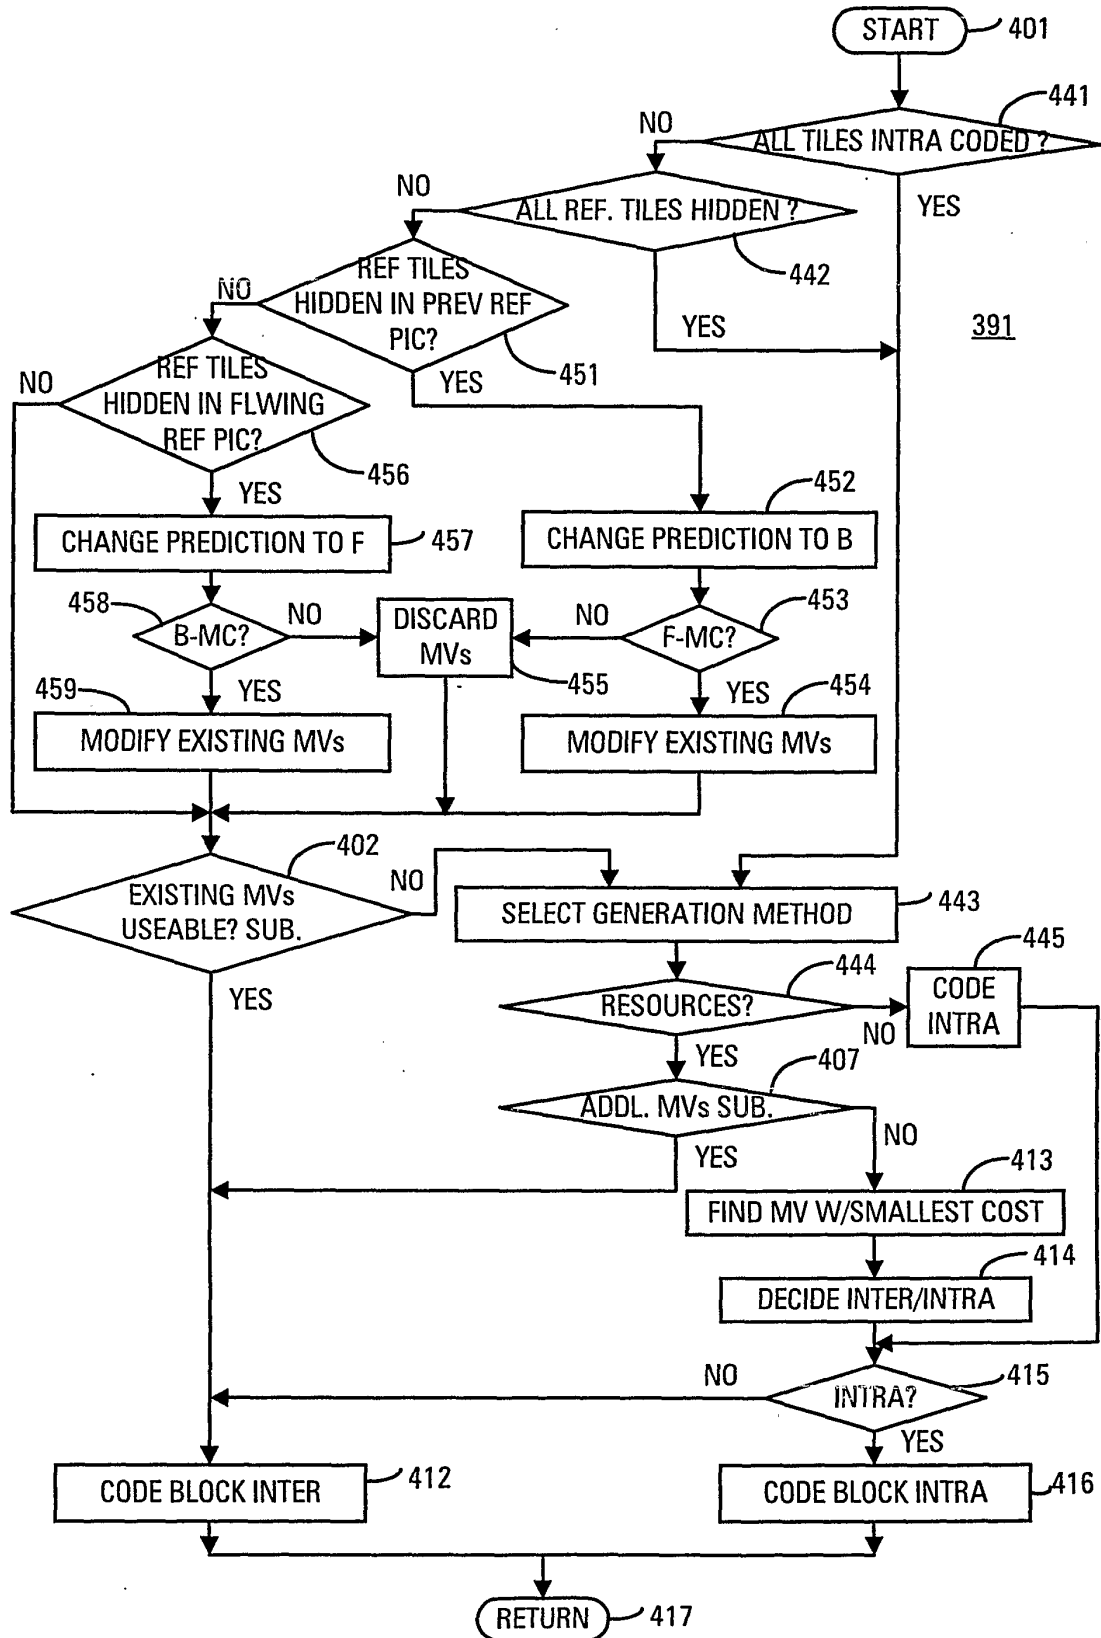 START
401
441
ALL TILES INTRA CODED ?
NO
YES
ALL REF. TILES HIDDEN ?
442
NO
YES
391
REF TILES
HIDDEN IN PREV REF
PIC?
451
NO
YES
REF TILES
HIDDEN IN FLWING
REF PIC?
456
NO
YES
452
CHANGE PREDICTION TO F
457
CHANGE PREDICTION TO B
458
B-MC?
NO
DISCARD
MVs
455
NO
F-MC?
453
459
YES
YES
454
MODIFY EXISTING MVs
MODIFY EXISTING MVs
402
EXISTING MVs
USEABLE? SUB.
NO
YES
SELECT GENERATION METHOD
443
444
RESOURCES?
NO
YES
445
CODE
INTRA
407
ADDL. MVs SUB.
NO
YES
413
FIND MV W/SMALLEST COST
414
DECIDE INTER/INTRA
NO
INTRA?
415
YES
CODE BLOCK INTER
412
CODE BLOCK INTRA
416
RETURN
417